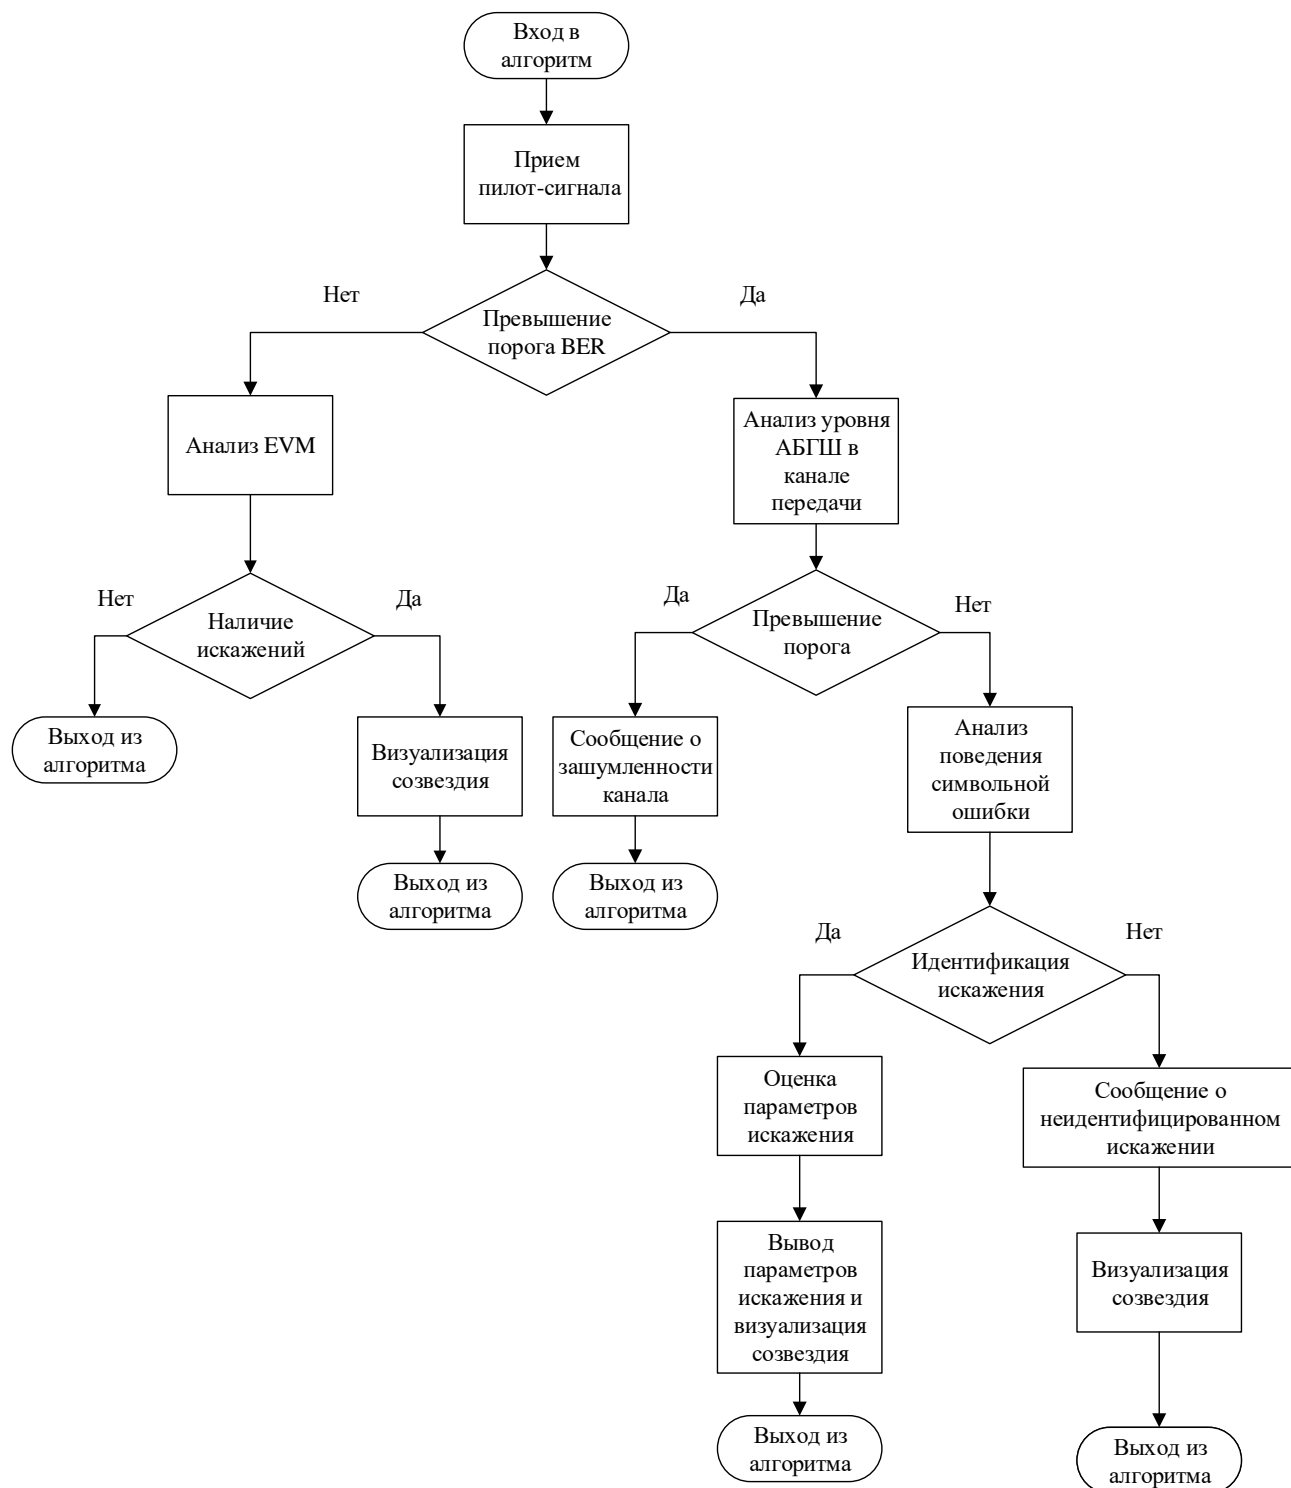 Вход в
алгоритм
Прием
пилот-сигнала
Нет
Да
Превышение
порога BER
Анализ EVM
Анализ уровня
АБГШ в
канале
передачи
Нет
Да
Наличие
искажений
Да
Нет
Превышение
порога
Выход из
алгоритма
Визуализация
созвездия
Сообщение о
зашумленности
канала
Анализ
поведения
символьной
ошибки
Выход из
алгоритма
Выход из
алгоритма
Да
Нет
Идентификация
искажения
Оценка
параметров
искажения
Сообщение о
неидентифицированном
искажении
Вывод
параметров
искажения и
визуализация
созвездия
Визуализация
созвездия
Выход из
алгоритма
Выход из
алгоритма